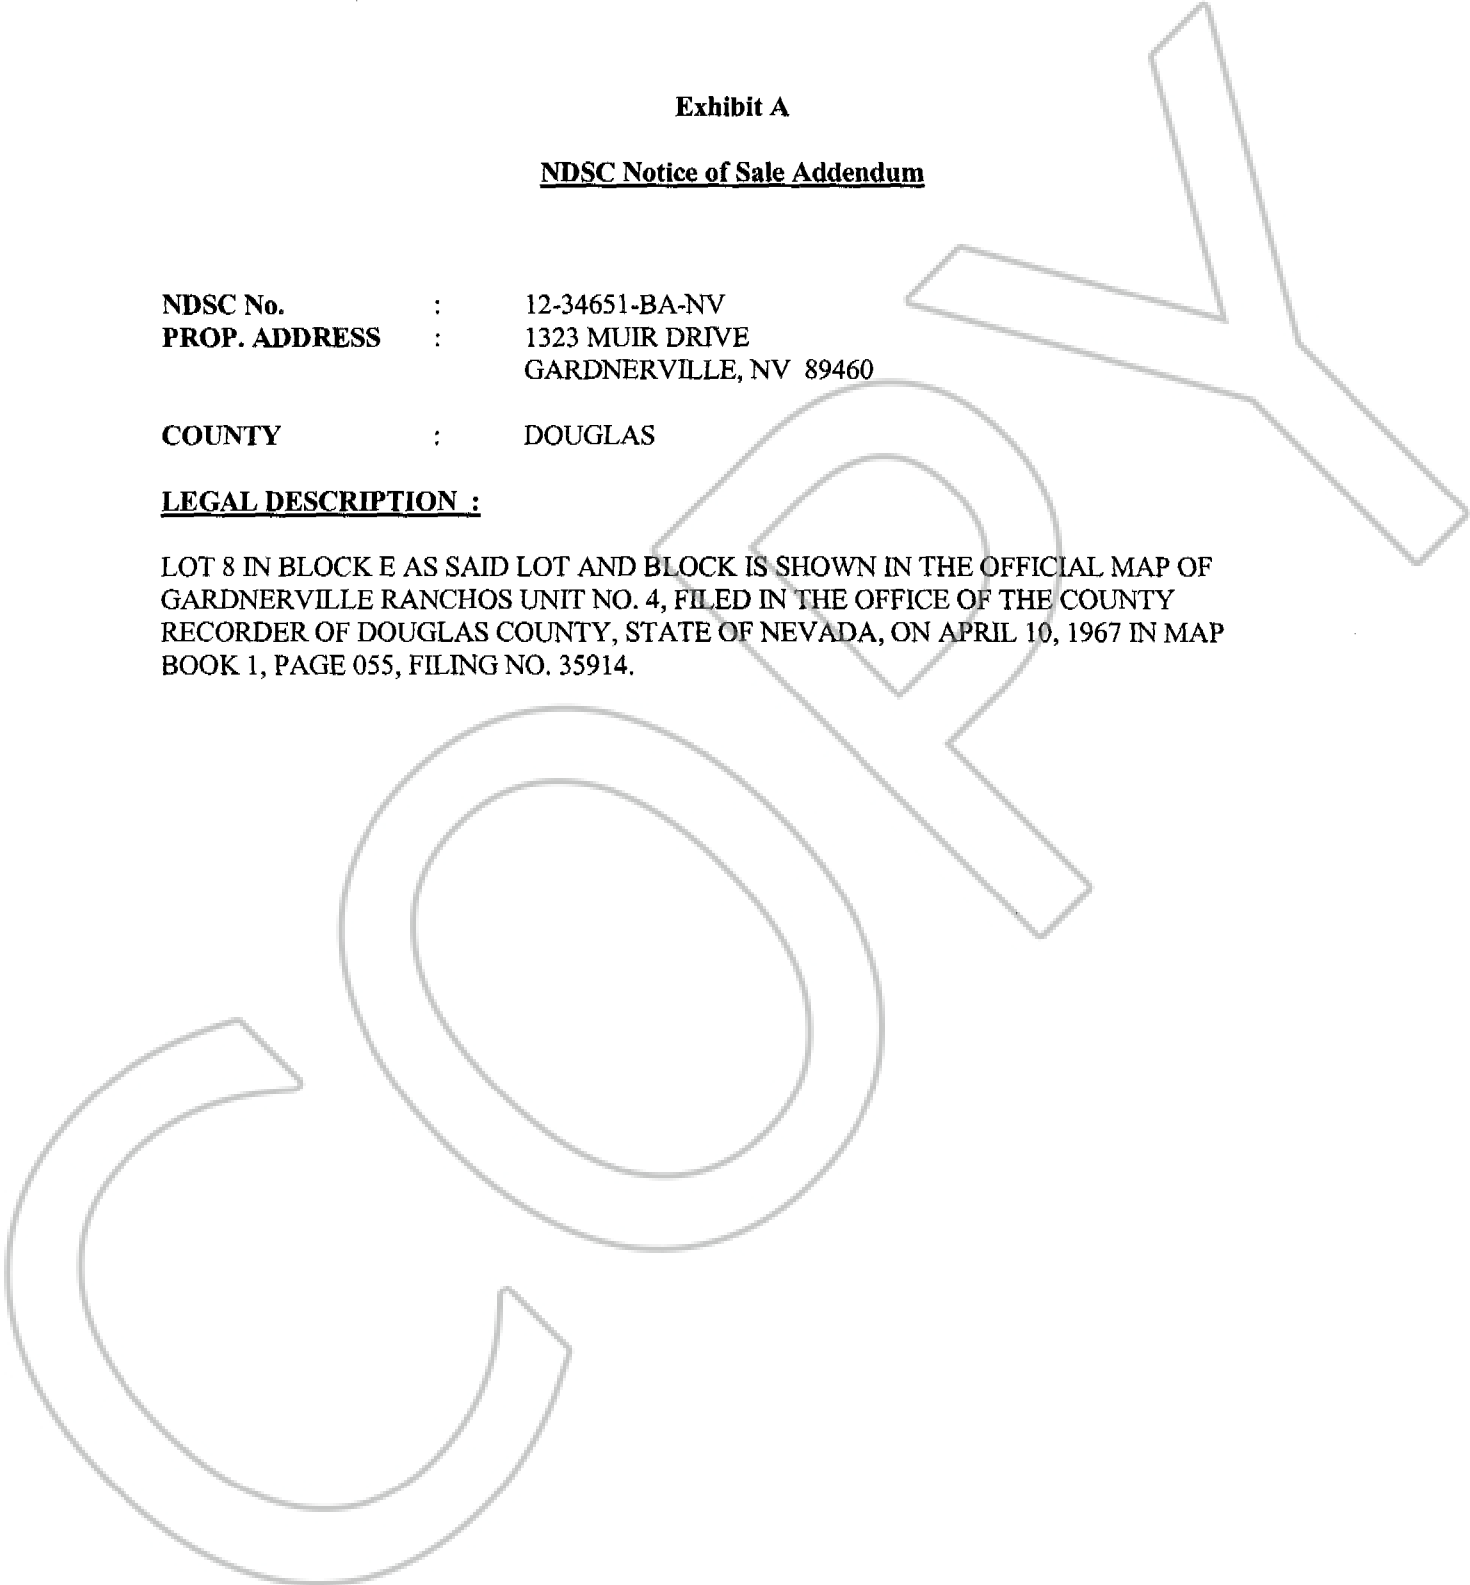 Exhibit A
NDSC Notice of Sale Addendum
NDSC No. : 12-34651-BA-NV
PROP. ADDRESS : 1323 MUIR DRIVE
GARDNERVILLE, NV 89460
COUNTY : DOUGLAS
LEGAL DESCRIPTION :
LOT 8 IN BLOCK E AS SAID LOT AND BLOCK IS SHOWN IN THE OFFICIAL MAP OF
GARDNERVILLE RANCHOS UNIT NO. 4, FILED IN THE OFFICE OF THE COUNTY
RECORDER OF DOUGLAS COUNTY, STATE OF NEVADA, ON APRIL 10, 1967 IN MAP
BOOK 1, PAGE 055, FILING NO. 35914.
COPY